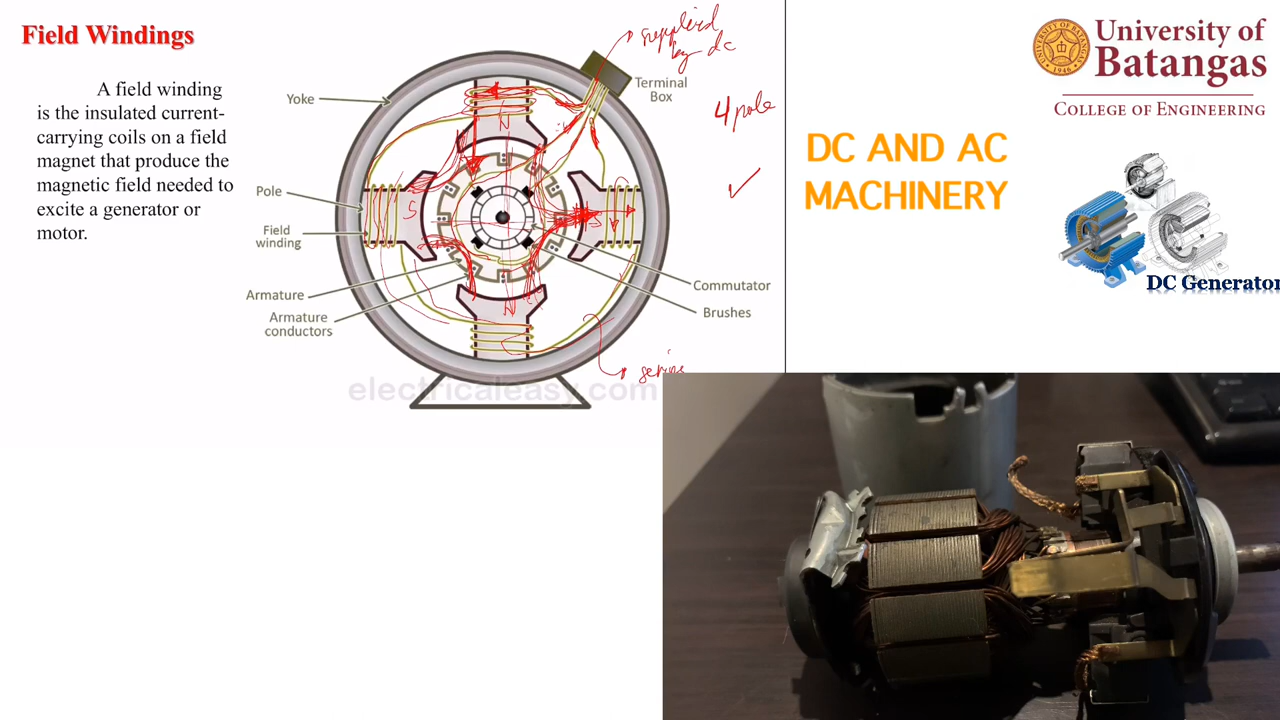 Field Windings
A field winding
is the insulated current-
carrying coils on a field
magnet that produce the
magnetic field needed to
excite a generator or
motor.
Yoke
Pole
Field
winding
Armature
Armature
conductors
Terminal
Box
Commutator
Brushes
supplied
by dc
4 pole
N
S
N
S
series
electricaleasy.com
University of
Batangas
COLLEGE OF ENGINEERING
1946
DC AND AC
MACHINERY
DC Generator